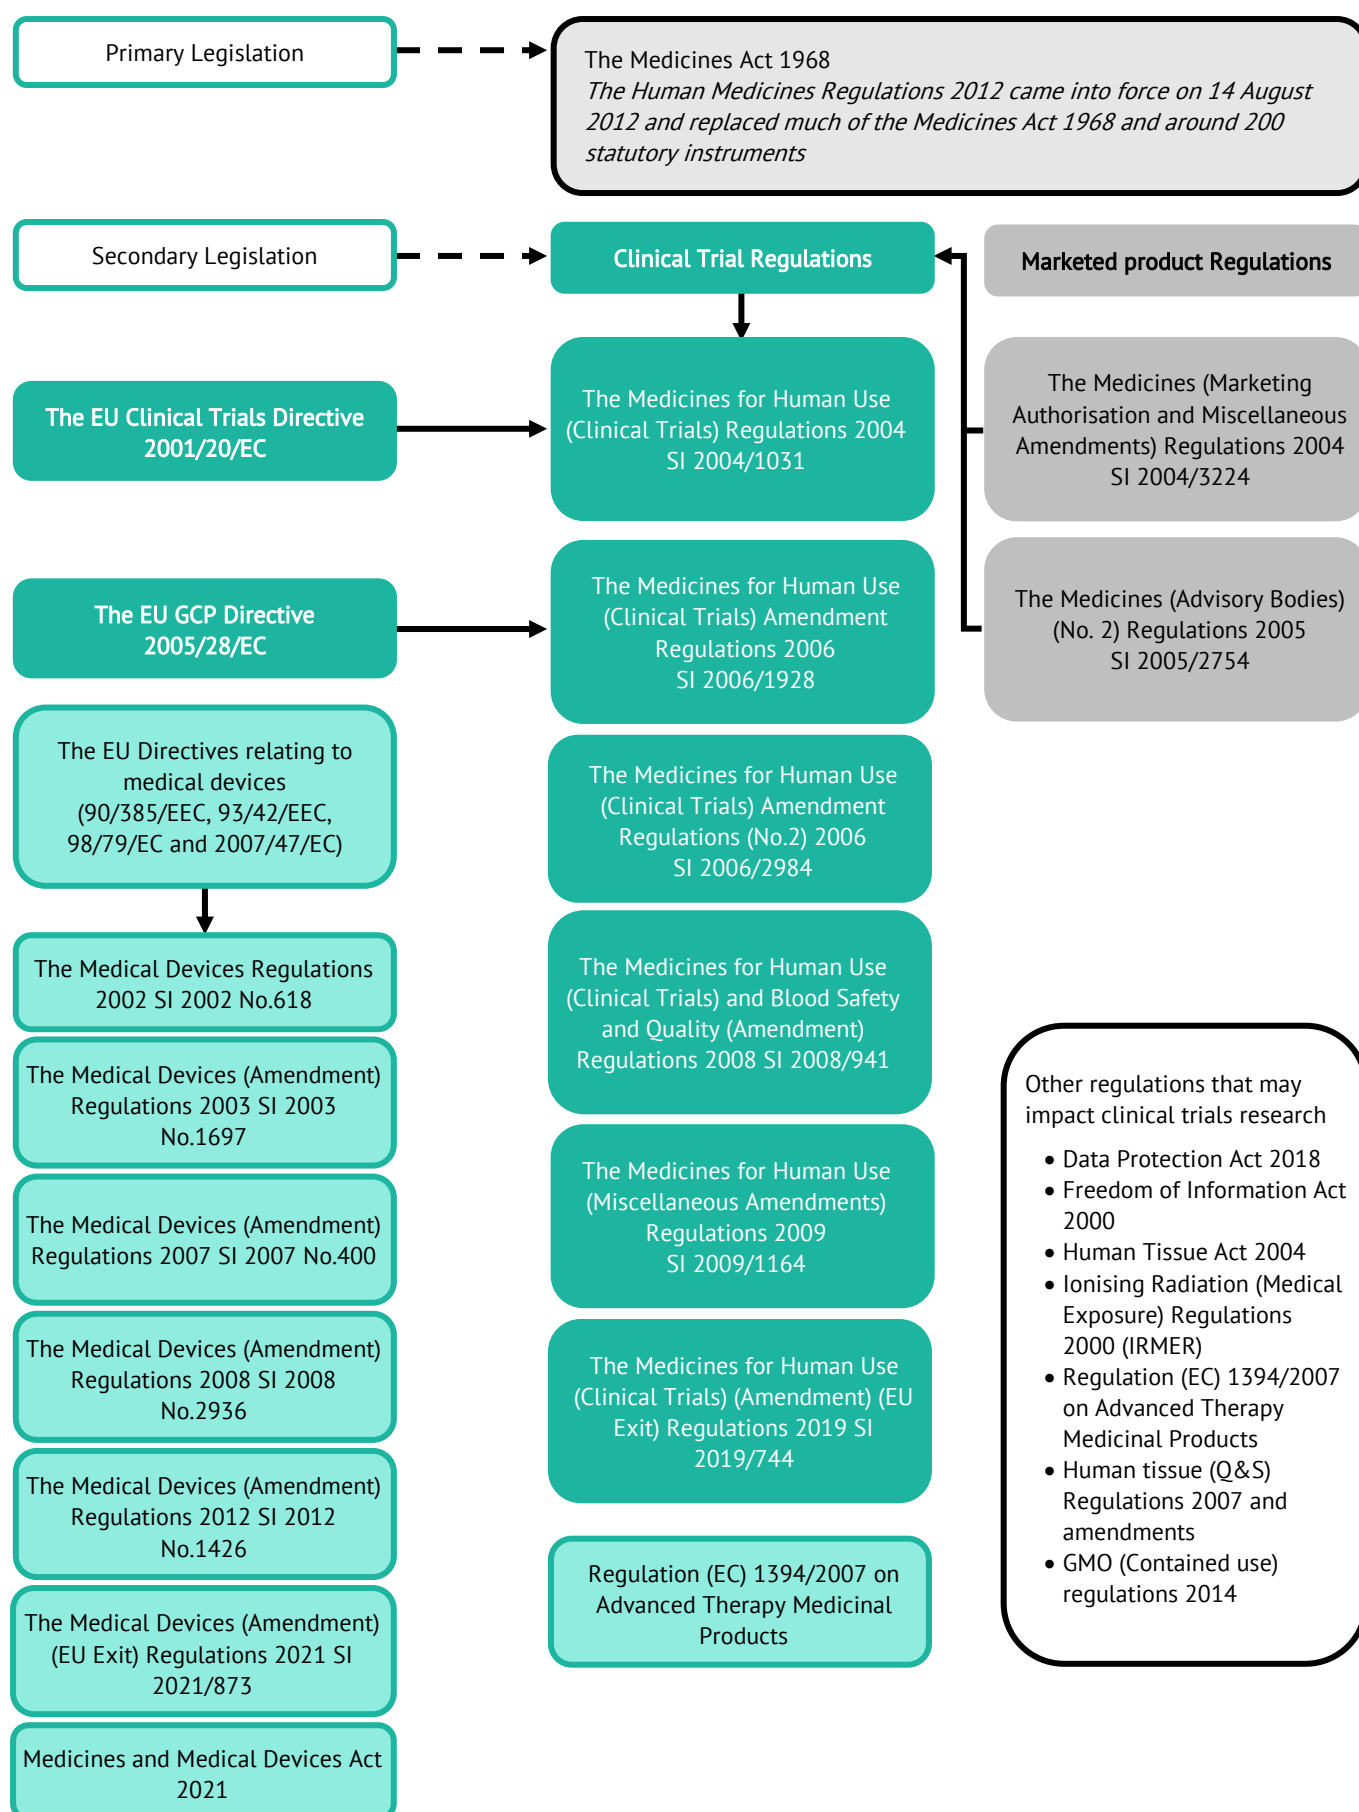 Primary Legislation
The Medicines Act 1968
The Human Medicines Regulations 2012 came into force on 14 August
2012 and replaced much of the Medicines Act 1968 and around 200
statutory instruments
Secondary Legislation
Clinical Trial Regulations
Marketed product Regulations
The EU Clinical Trials Directive
2001/20/EC
The Medicines for Human Use
(Clinical Trials) Regulations 2004
SI 2004/1031
The Medicines (Marketing
Authorisation and Miscellaneous
Amendments) Regulations 2004
SI 2004/3224
The EU GCP Directive
2005/28/EC
The Medicines for Human Use
(Clinical Trials) Amendment
Regulations 2006
SI 2006/1928
The Medicines (Advisory Bodies)
(No. 2) Regulations 2005
SI 2005/2754
The EU Directives relating to
medical devices
(90/385/EEC, 93/42/EEC,
98/79/EC and 2007/47/EC)
The Medicines for Human Use
(Clinical Trials) Amendment
Regulations (No.2) 2006
SI 2006/2984
The Medical Devices Regulations
2002 SI 2002 No.618
The Medicines for Human Use
(Clinical Trials) and Blood Safety
and Quality (Amendment)
Regulations 2008 SI 2008/941
The Medical Devices (Amendment)
Regulations 2003 SI 2003
No.1697
The Medical Devices (Amendment)
Regulations 2007 SI 2007 No.400
The Medicines for Human Use
(Miscellaneous Amendments)
Regulations 2009
SI 2009/1164
The Medical Devices (Amendment)
Regulations 2008 SI 2008
No.2936
The Medicines for Human Use
(Clinical Trials) (Amendment) (EU
Exit) Regulations 2019 SI
2019/744
The Medical Devices (Amendment)
Regulations 2012 SI 2012
No.1426
Regulation (EC) 1394/2007 on
Advanced Therapy Medicinal
Products
The Medical Devices (Amendment)
(EU Exit) Regulations 2021 SI
2021/873
Medicines and Medical Devices Act
2021
Other regulations that may
impact clinical trials research
• Data Protection Act 2018
• Freedom of Information Act
2000
• Human Tissue Act 2004
• Ionising Radiation (Medical
Exposure) Regulations
2000 (IRMER)
• Regulation (EC) 1394/2007
on Advanced Therapy
Medicinal Products
• Human tissue (Q&S)
Regulations 2007 and
amendments
• GMO (Contained use)
regulations 2014